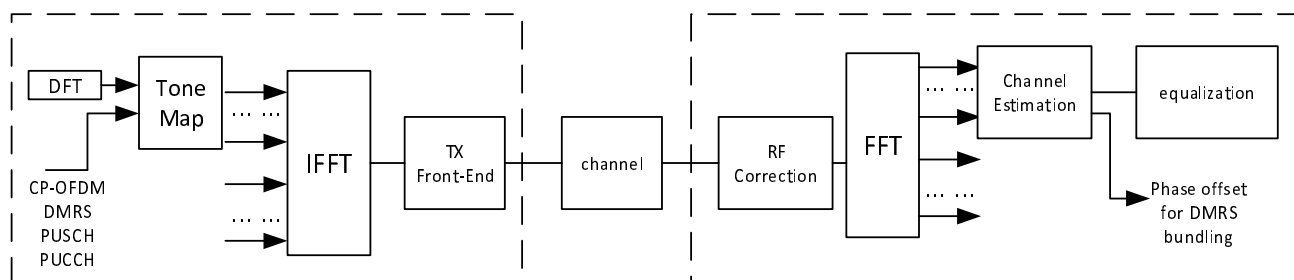 DFT
Tone
Map
... ...
... ...
CP-OFDM
DMRS
PUSCH
PUCCH
IFFT
TX
Front-End
channel
RF
Correction
FFT
... ...
... ...
Channel
Estimation
equalization
Phase offset
for DMRS
bundling